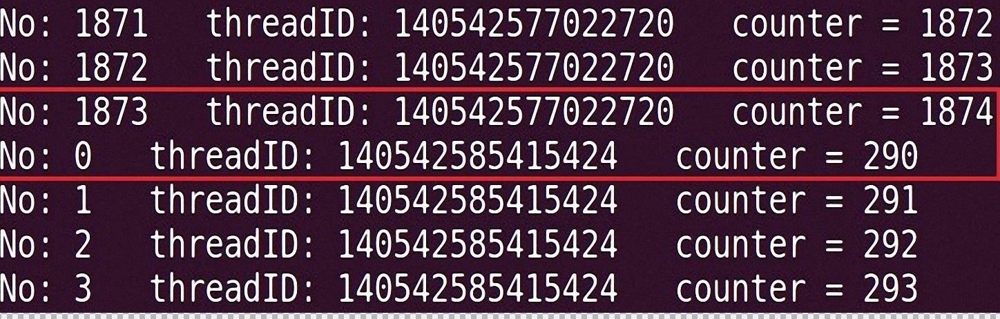 No: 1871   threadID: 140542577022720   counter = 1872
No: 1872   threadID: 140542577022720   counter = 1873
No: 1873   threadID: 140542577022720   counter = 1874
No: 0   threadID: 140542585415424   counter = 290
No: 1   threadID: 140542585415424   counter = 291
No: 2   threadID: 140542585415424   counter = 292
No: 3   threadID: 140542585415424   counter = 293